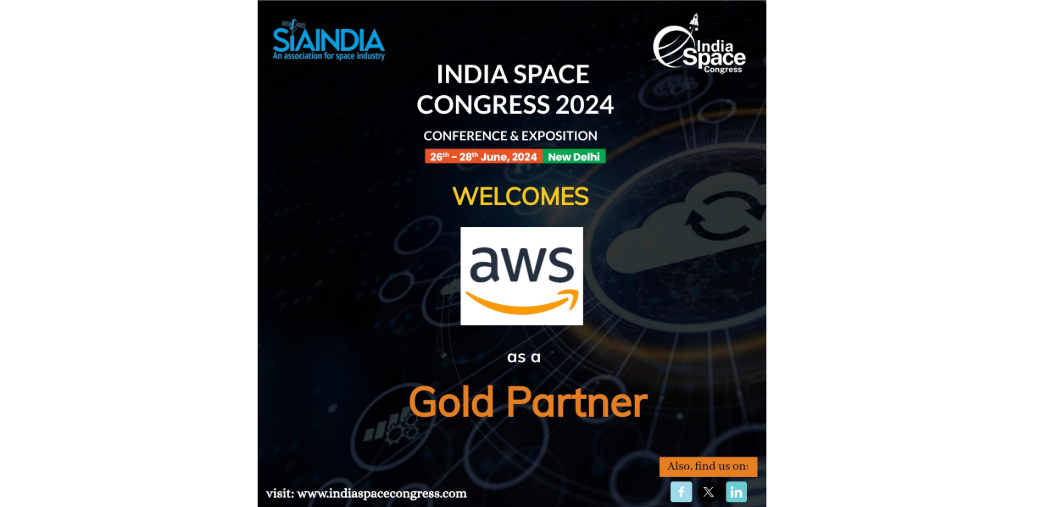 SIAINDIA
An association for space industry
India
Space
Congress
INDIA SPACE
CONGRESS 2024
CONFERENCE & EXPOSITION
26th - 28th June, 2024 New Delhi
WELCOMES
aws
as a
Gold Partner
Also, find us on:
visit: www.indiaspacecongress.com
f X in